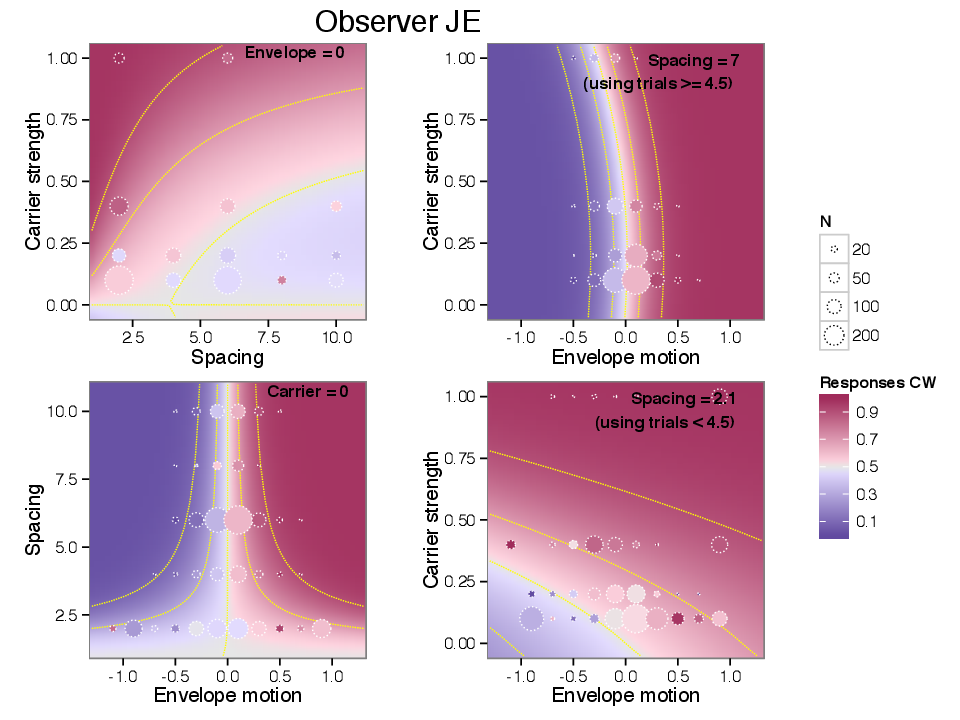 Observer JE
Envelope = 0
1.00
0.75
0.50
0.25
0.00
Carrier strength
2.5 5.0 7.5 10.0
Spacing
Spacing = 7
(using trials >= 4.5)
1.00
0.75
0.50
0.25
0.00
Carrier strength
-1.0 -0.5 0.0 0.5 1.0
Envelope motion
Carrier = 0
10.0
7.5
5.0
2.5
Spacing
-1.0 -0.5 0.0 0.5 1.0
Envelope motion
Spacing = 2.1
(using trials < 4.5)
1.00
0.75
0.50
0.25
0.00
Carrier strength
-1.0 -0.5 0.0 0.5 1.0
Envelope motion
N
20
50
100
200
Responses CW
0.9
0.7
0.5
0.3
0.1